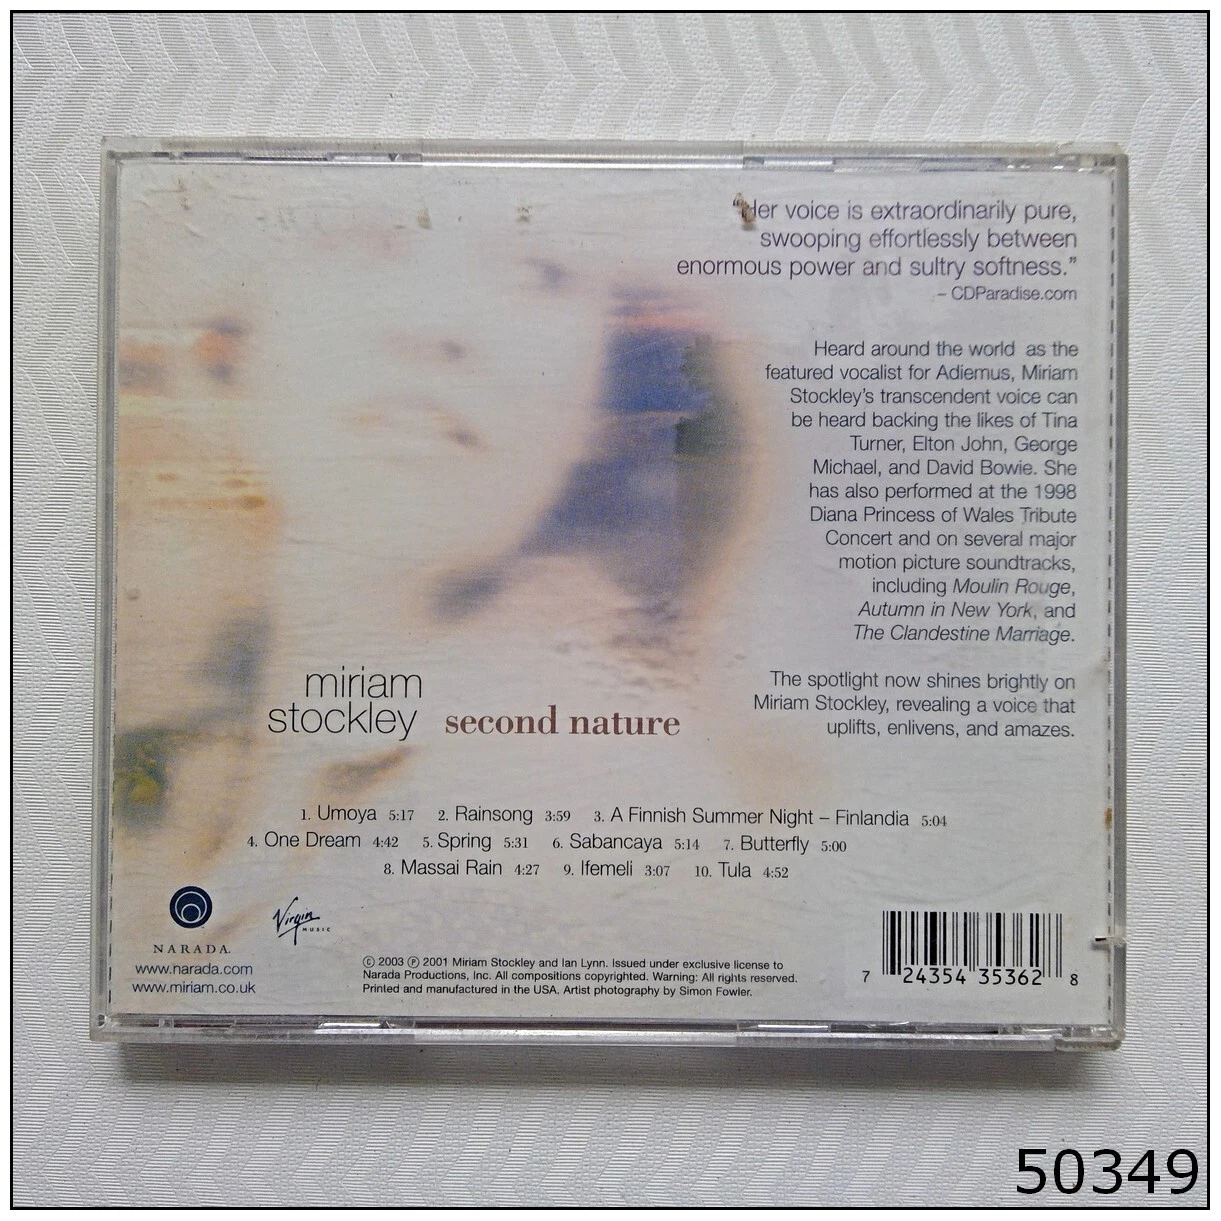 “Her voice is extraordinarily pure,
swooping effortlessly between
enormous power and sultry softness.”
– CDParadise.com
Heard around the world as the
featured vocalist for Adiemus, Miriam
Stockley's transcendent voice can
be heard backing the likes of Tina
Turner, Elton John, George
Michael, and David Bowie. She
has also performed at the 1998
Diana Princess of Wales Tribute
Concert and on several major
motion picture soundtracks,
including Moulin Rouge,
Autumn in New York, and
The Clandestine Marriage.
The spotlight now shines brightly on
Miriam Stockley, revealing a voice that
uplifts, enlivens, and amazes.
miriam
stockley second nature
1. Umoya 5:17 2. Rainsong 3:59 3. A Finnish Summer Night – Finlandia 5:04
4. One Dream 4:42 5. Spring 5:31 6. Sabancaya 5:14 7. Butterfly 5:00
8. Massai Rain 4:27 9. Ifemeli 3:07 10. Tula 4:52
NARADA.
www.narada.com
www.miriam.co.uk
Virgin
MUSIC
© 2003 ℗ 2001 Miriam Stockley and Ian Lynn. Issued under exclusive license to
Narada Productions, Inc. All compositions copyrighted. Warning: All rights reserved.
Printed and manufactured in the USA. Artist photography by Simon Fowler.
7 24354 35362 8
50349